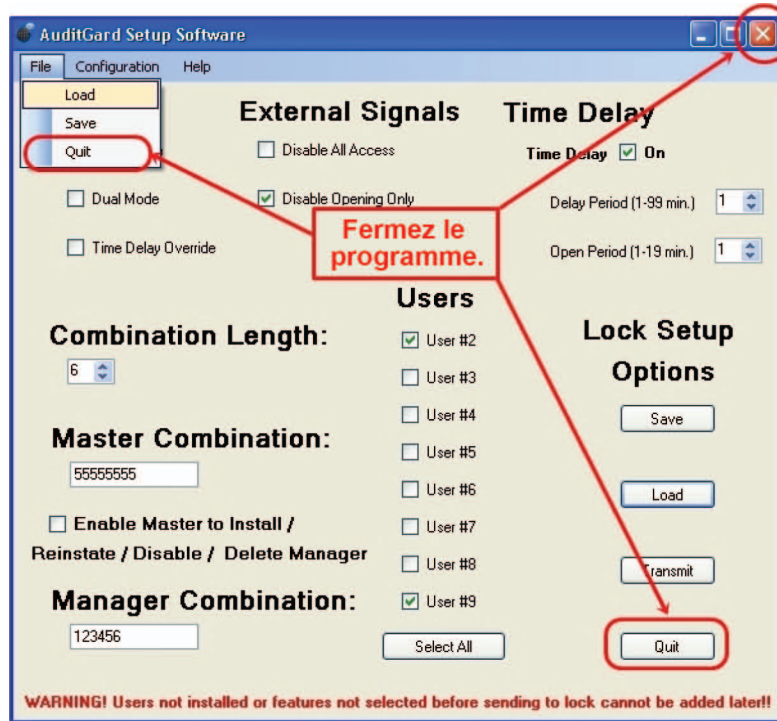 AuditGard Setup Software
File Configuration Help
Load
Save
Quit
External Signals
Time Delay
Disable All Access
Time Delay On
Dual Mode
Disable Opening Only
Delay Period (1-99 min.) 1
Time Delay Override
Open Period (1-19 min.) 1
Fermez le
programme.
Users
Combination Length:
6
User #2
User #3
User #4
User #5
User #6
User #7
User #8
User #9
Select All
Master Combination:
55555555
Enable Master to Install /
Reinstate / Disable / Delete Manager
Manager Combination:
123456
Lock Setup
Options
Save
Load
Transmit
Quit
WARNING! Users not installed or features not selected before sending to lock cannot be added later!!